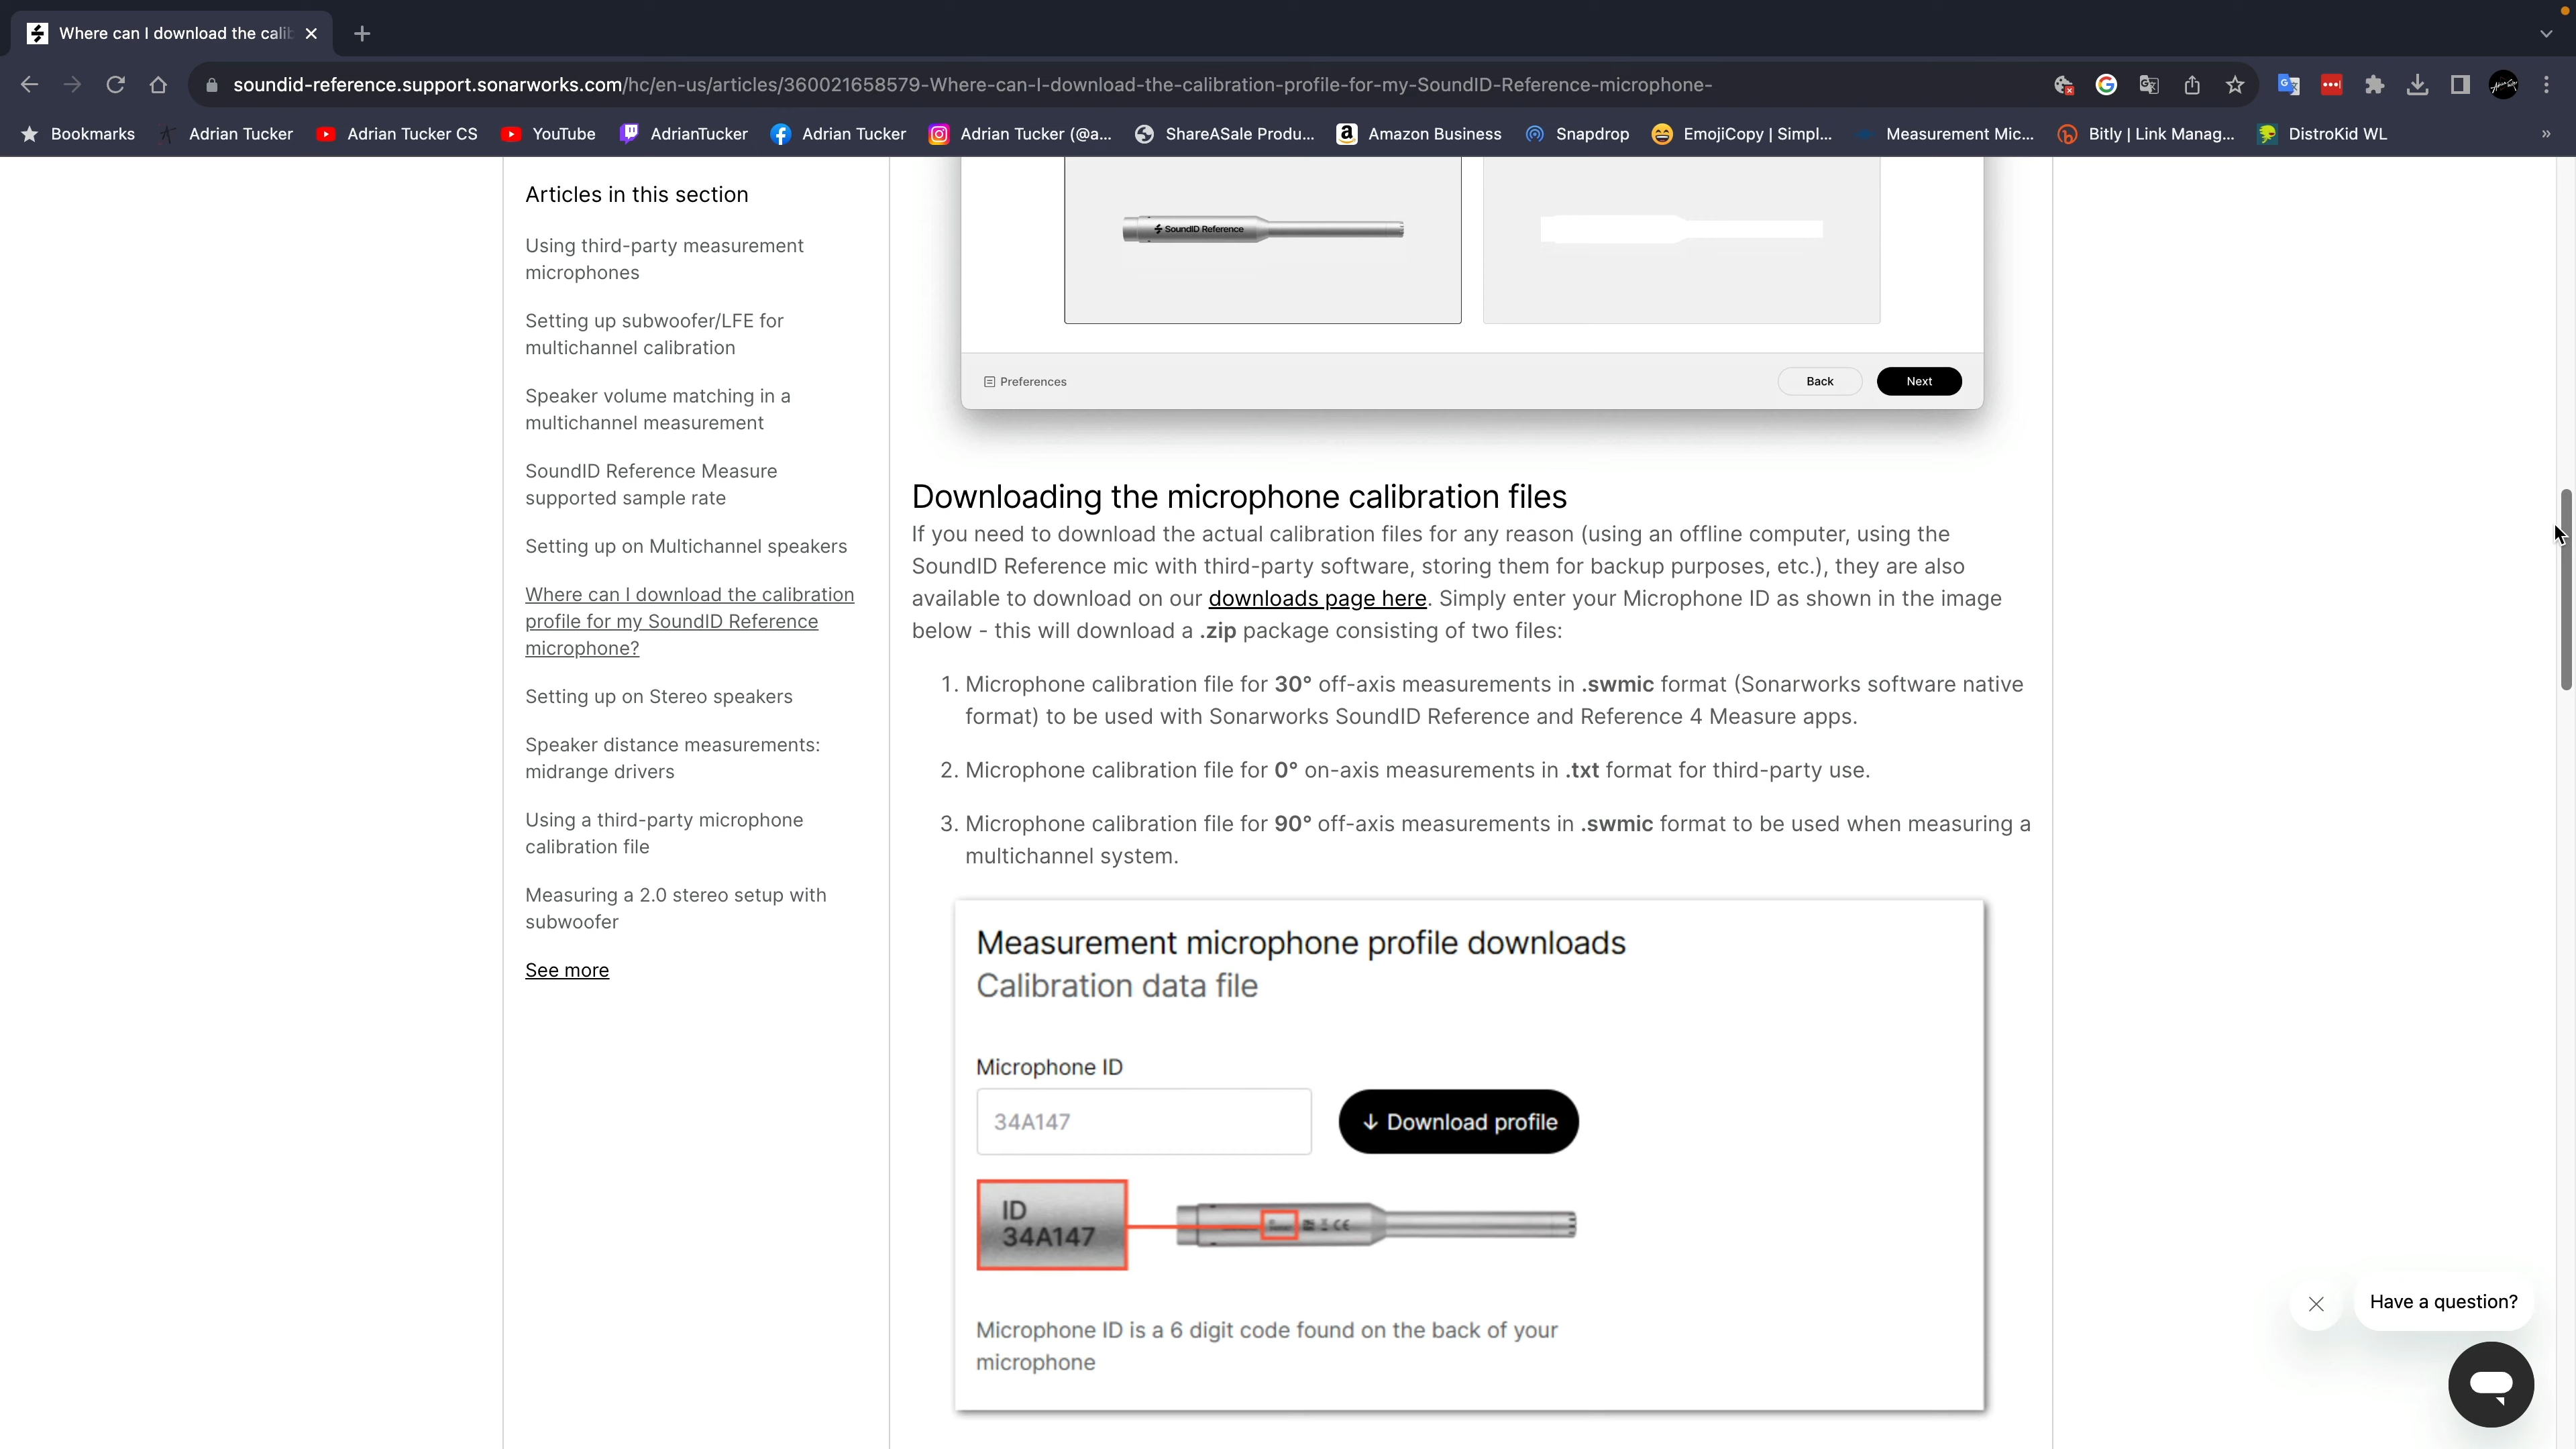 Where can I download the calib
soundid-reference.support.sonarworks.com/hc/en-us/articles/360021658579-Where-can-I-download-the-calibration-profile-for-my-SoundID-Reference-microphone-
Bookmarks Adrian Tucker Adrian Tucker CS YouTube AdrianTucker Adrian Tucker Adrian Tucker (@a... ShareASale Produ... Amazon Business Snapdrop EmojiCopy | Simpl... Measurement Mic... Bitly | Link Manag... DistroKid WL »
Articles in this section
Using third-party measurement
microphones
Setting up subwoofer/LFE for
multichannel calibration
Speaker volume matching in a
multichannel measurement
SoundID Reference Measure
supported sample rate
Setting up on Multichannel speakers
Where can I download the calibration
profile for my SoundID Reference
microphone?
Setting up on Stereo speakers
Speaker distance measurements:
midrange drivers
Using a third-party microphone
calibration file
Measuring a 2.0 stereo setup with
subwoofer
See more
SoundID Reference
Preferences
Back
Next
Downloading the microphone calibration files
If you need to download the actual calibration files for any reason (using an offline computer, using the
SoundID Reference mic with third-party software, storing them for backup purposes, etc.), they are also
available to download on our downloads page here. Simply enter your Microphone ID as shown in the image
below - this will download a .zip package consisting of two files:
1. Microphone calibration file for 30° off-axis measurements in .swmic format (Sonarworks software native
format) to be used with Sonarworks SoundID Reference and Reference 4 Measure apps.
2. Microphone calibration file for 0° on-axis measurements in .txt format for third-party use.
3. Microphone calibration file for 90° off-axis measurements in .swmic format to be used when measuring a
multichannel system.
Measurement microphone profile downloads
Calibration data file
Microphone ID
34A147
Download profile
ID
34A147
CE
Microphone ID is a 6 digit code found on the back of your
microphone
Have a question?